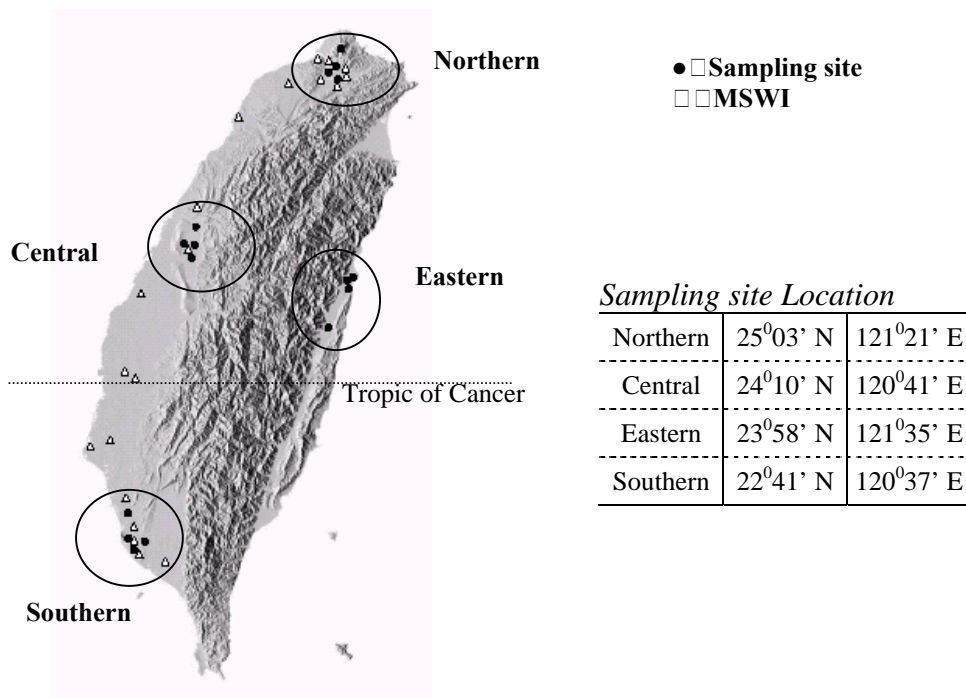 Northern
●□Sampling site
□□MSWI
Central
Eastern
Sampling site Location
Northern 25⁰03’ N 121⁰21’ E
Tropic of Cancer
Central 24⁰10’ N 120⁰41’ E
Eastern 23⁰58’ N 121⁰35’ E
Southern 22⁰41’ N 120⁰37’ E
Southern